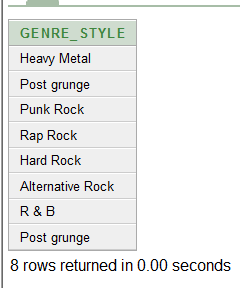 GENRE_STYLE
Heavy Metal
Post grunge
Punk Rock
Rap Rock
Hard Rock
Alternative Rock
R & B
Post grunge
8 rows returned in 0.00 seconds